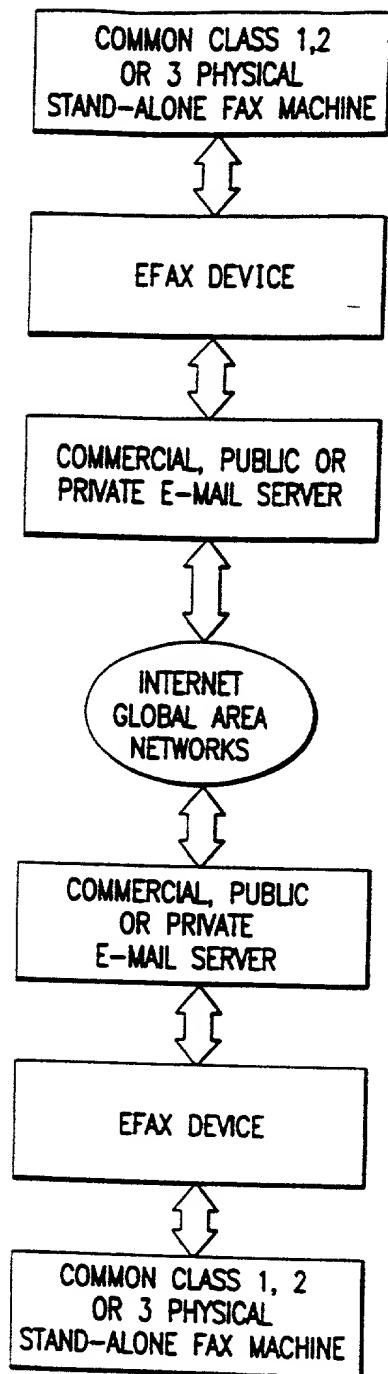 COMMON CLASS 1,2
OR 3 PHYSICAL
STAND-ALONE FAX MACHINE
EFAX DEVICE
COMMERCIAL, PUBLIC OR
PRIVATE E-MAIL SERVER
INTERNET
GLOBAL AREA
NETWORKS
COMMERCIAL, PUBLIC
OR PRIVATE
E-MAIL SERVER
EFAX DEVICE
COMMON CLASS 1, 2
OR 3 PHYSICAL
STAND-ALONE FAX MACHINE